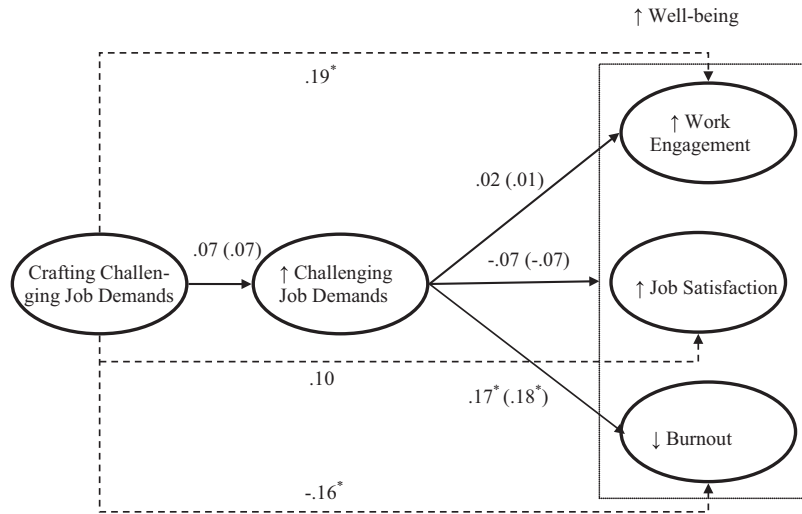 ↑ Well-being
.19*
↑ Work
Engagement
.02 (.01)
.07 (.07)
-.07 (-.07)
Crafting Challen-
ging Job Demands
↑ Challenging
Job Demands
↑ Job Satisfaction
.10
.17* (.18*)
↓ Burnout
-.16*